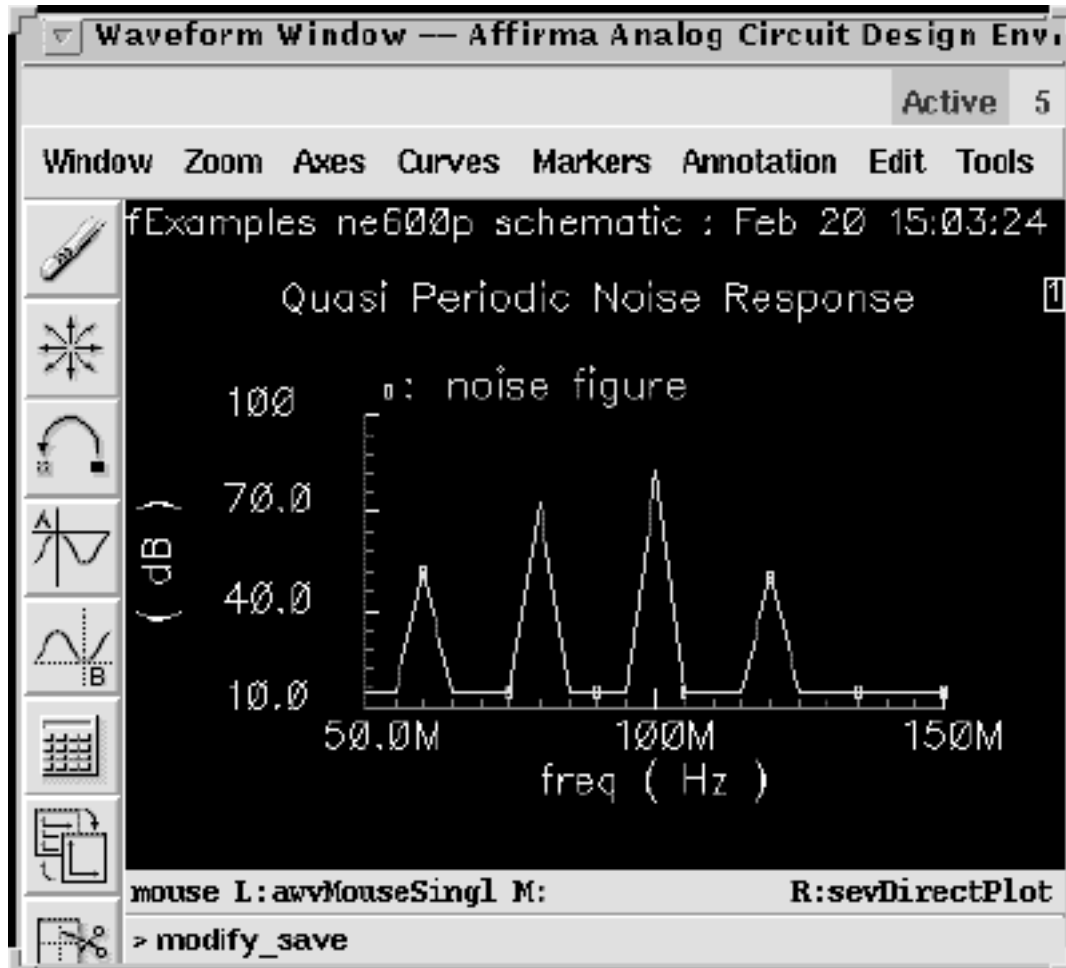 Waveform Window — Affirma Analog Circuit Design Envi
Active 5
Window Zoom Axes Curves Markers Annotation Edit Tools
fExamples ne600p schematic : Feb 20 15:03:24
Quasi Periodic Noise Response
1
: noise figure
100
70.0
( dB )
40.0
10.0
50.0M 100M 150M
freq ( Hz )
A
B
mouse L:awvMouseSingl M: R:sevDirectPlot
> modify_save